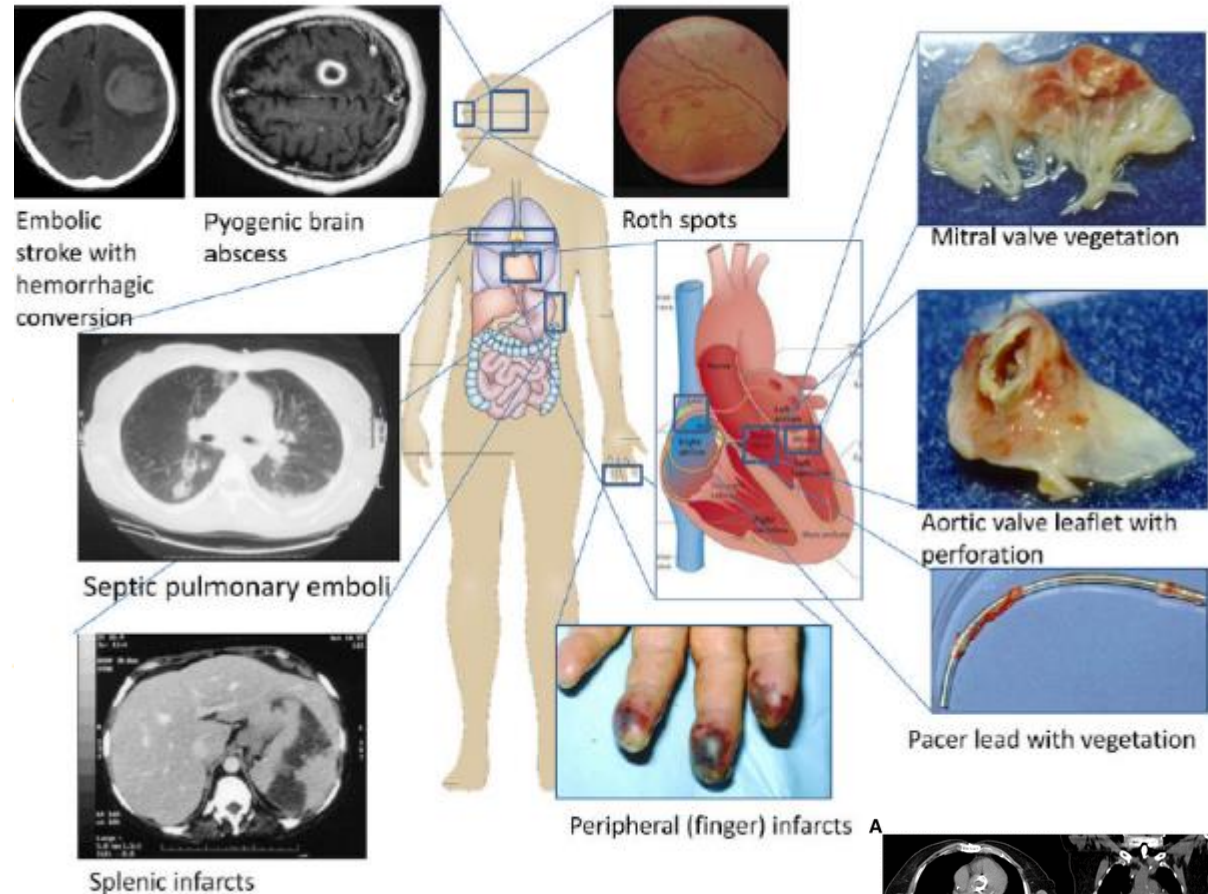 Embolic
stroke with
hemorrhagic
conversion
Pyogenic brain
abscess
Roth spots
Mitral valve vegetation
Aortic valve leaflet with
perforation
Septic pulmonary emboli
Pacer lead with vegetation
Peripheral (finger) infarcts
A
Splenic infarcts